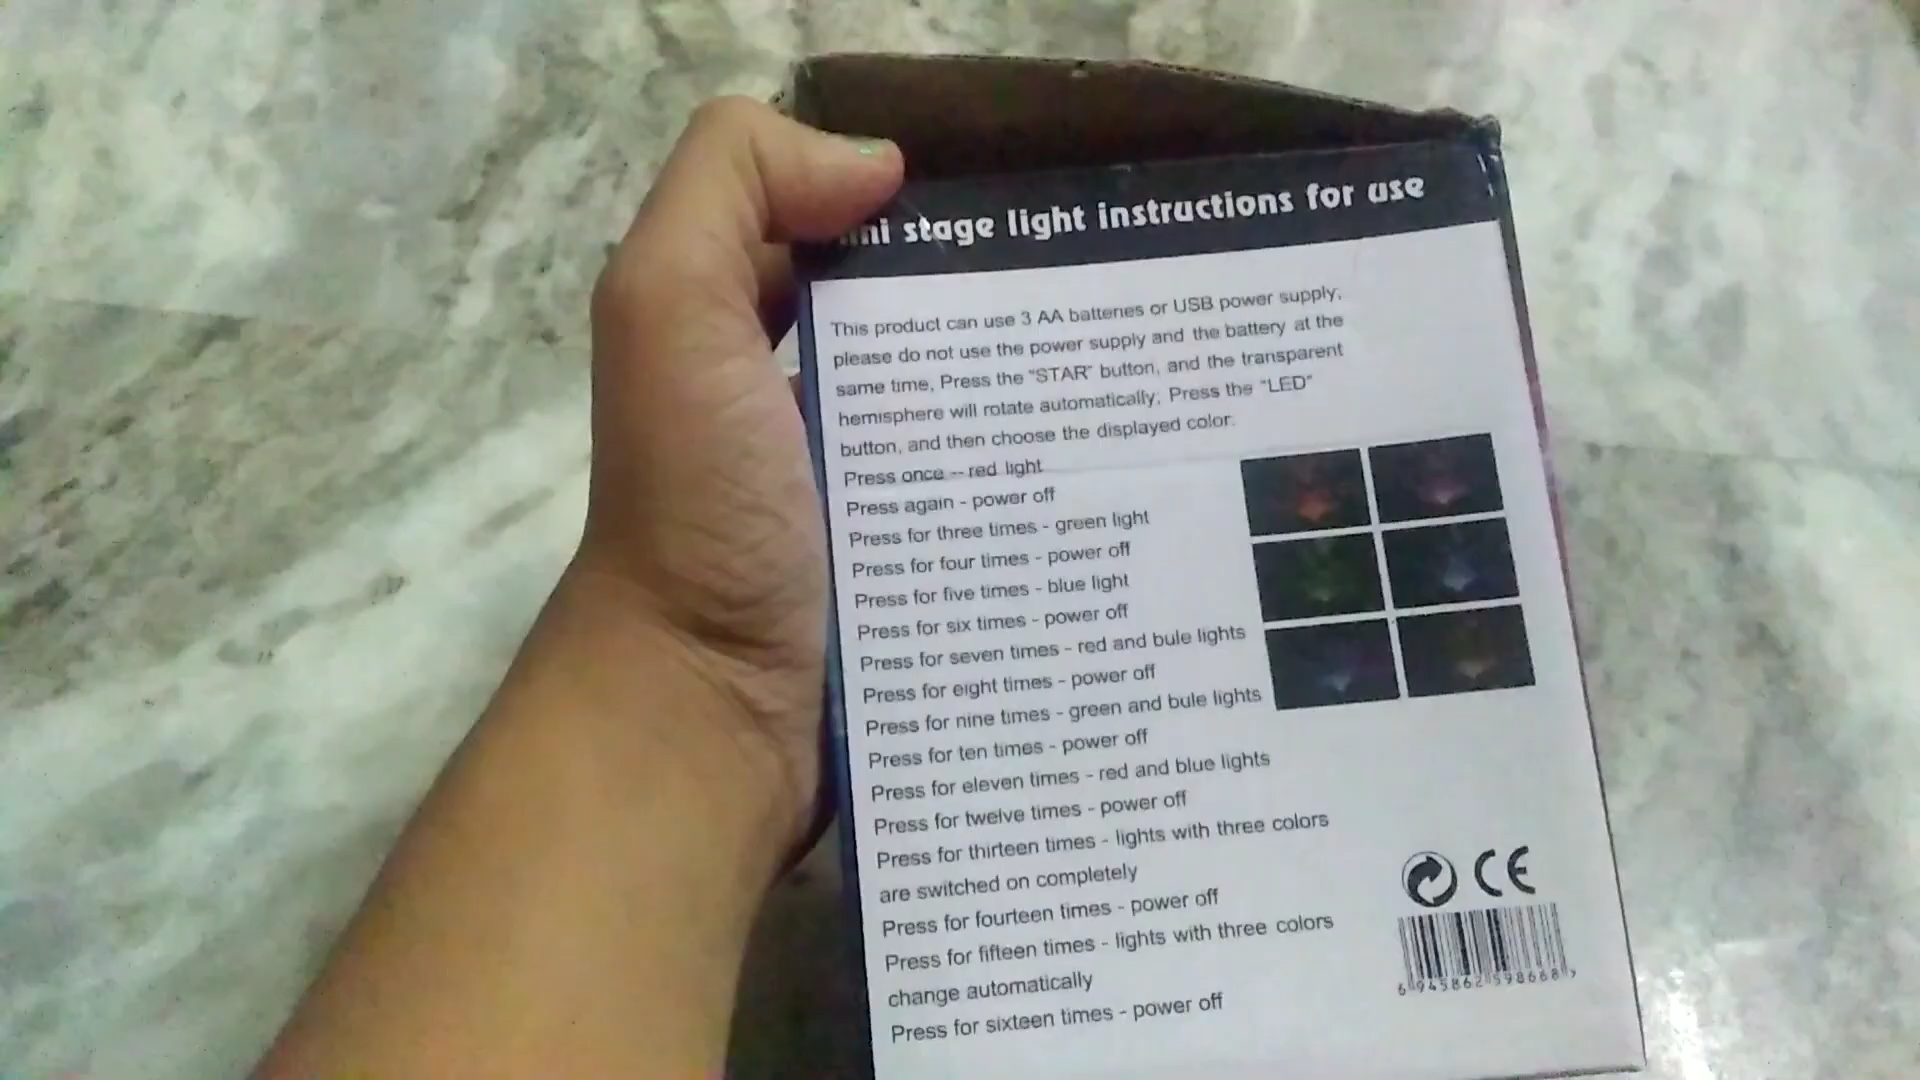 stage light instructions for use
This product can use 3 AA batteries or USB power supply;
please do not use the power supply and the battery at the
same time, Press the "STAR" button, and the transparent
hemisphere will rotate automatically; Press the "LED"
button, and then choose the displayed color.
Press once -- red light
Press again - power off
Press for three times - green light
Press for four times - power off
Press for five times - blue light
Press for six times - power off
Press for seven times - red and bule lights
Press for eight times - power off
Press for nine times - green and bule lights
Press for ten times - power off
Press for eleven times - red and blue lights
Press for twelve times - power off
Press for thirteen times - lights with three colors
are switched on completely
Press for fourteen times - power off
Press for fifteen times - lights with three colors
change automatically
Press for sixteen times - power off
CE
6 945862 598668 >